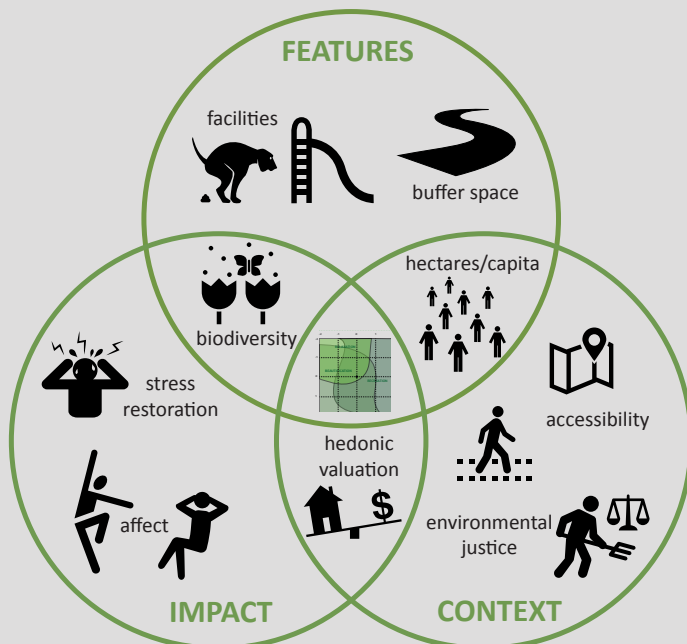 FEATURES
facilities
buffer space
hectares/capita
biodiversity
stress
restoration
accessibility
hedonic
valuation
$
affect
environmental
justice
IMPACT
CONTEXT